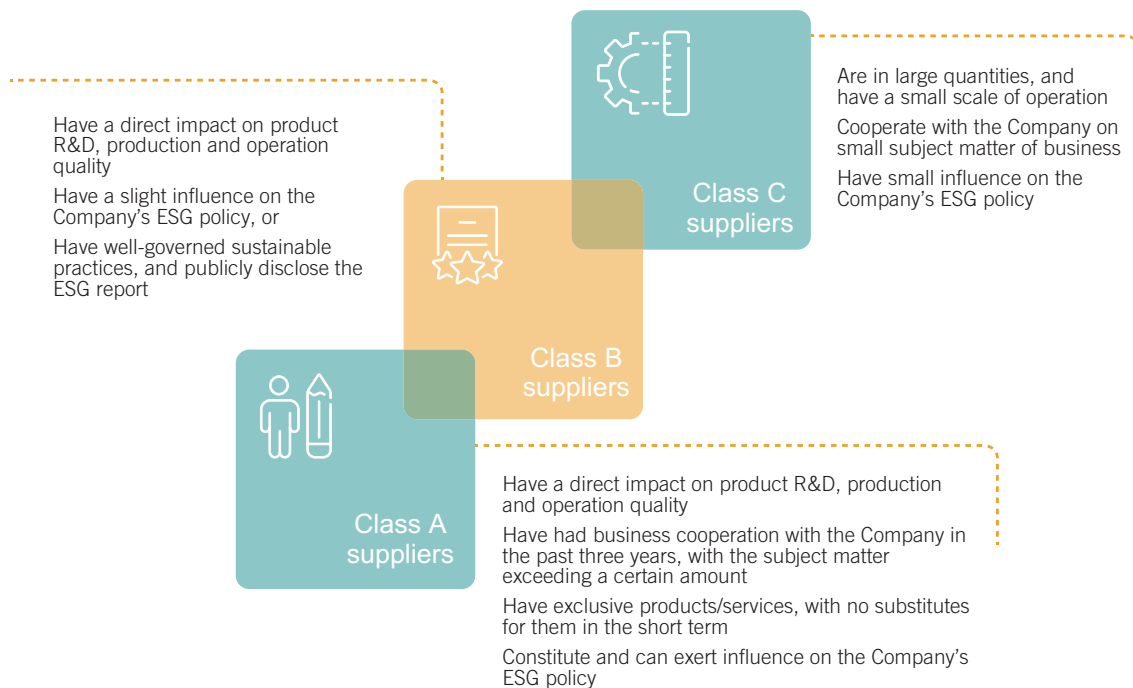 Are in large quantities, and
have a small scale of operation
Cooperate with the Company on
small subject matter of business
Have small influence on the
Company's ESG policy
Class C
suppliers
Have a direct impact on product
R&D, production and operation
quality
Have a slight influence on the
Company's ESG policy, or
Have well-governed sustainable
practices, and publicly disclose the
ESG report
Class B
suppliers
Class A
suppliers
Have a direct impact on product R&D, production
and operation quality
Have had business cooperation with the Company in
the past three years, with the subject matter
exceeding a certain amount
Have exclusive products/services, with no substitutes
for them in the short term
Constitute and can exert influence on the Company's
ESG policy